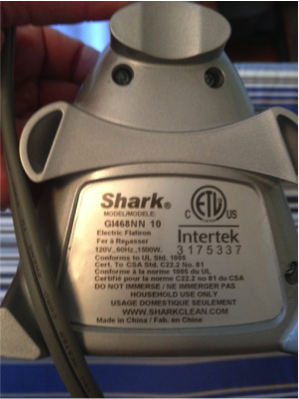 Shark®
MODEL/MODELE:
GI468NN 10
Electric Flatiron
Fer à Repasser
120V., 60Hz., 1500W.
Conforms to UL Std. 1005
Cert. To CSA Std. C22.2 No. 81
Conforme à la norme 1005 du UL
Certifié pour la norme C22.2 no 81 du CSA
DO NOT IMMERSE / NE IMMERGER PAS
HOUSEHOLD USE ONLY
USAGE DOMESTIQUE SEULEMENT
WWW.SHARKCLEAN.COM
Made in China / Fab. en Chine
C ETL US
Intertek
3175337